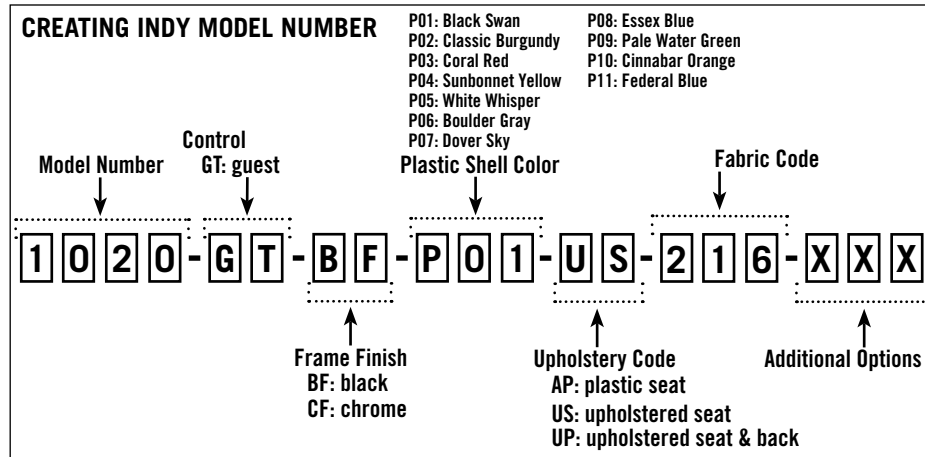 CREATING INDY MODEL NUMBER
P01: Black Swan
P02: Classic Burgundy
P03: Coral Red
P04: Sunbonnet Yellow
P05: White Whisper
P06: Boulder Gray
P07: Dover Sky
P08: Essex Blue
P09: Pale Water Green
P10: Cinnabar Orange
P11: Federal Blue
Model Number
Control
GT: guest
Plastic Shell Color
Fabric Code
1020-GT-BF-P01-US-216-XXX
Frame Finish
BF: black
CF: chrome
Upholstery Code
AP: plastic seat
US: upholstered seat
UP: upholstered seat & back
Additional Options